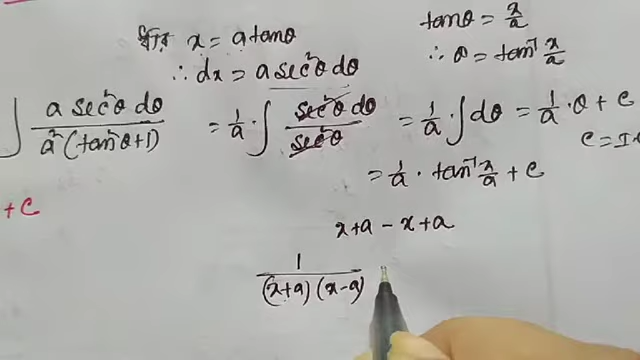 ধরি x = a tanθ
tanθ = x/a
∴ dx = a sec²θ dθ
∴ θ = tan⁻¹ x/a
∫ a sec²θ dθ / a²(tan²θ+1) = 1/a · ∫ sec²θ dθ / sec²θ = 1/a · ∫ dθ = 1/a · θ + c
c = I.
= 1/a · tan⁻¹ x/a + c
+ c
x+a − x+a
1 / (x+a)(x−a)